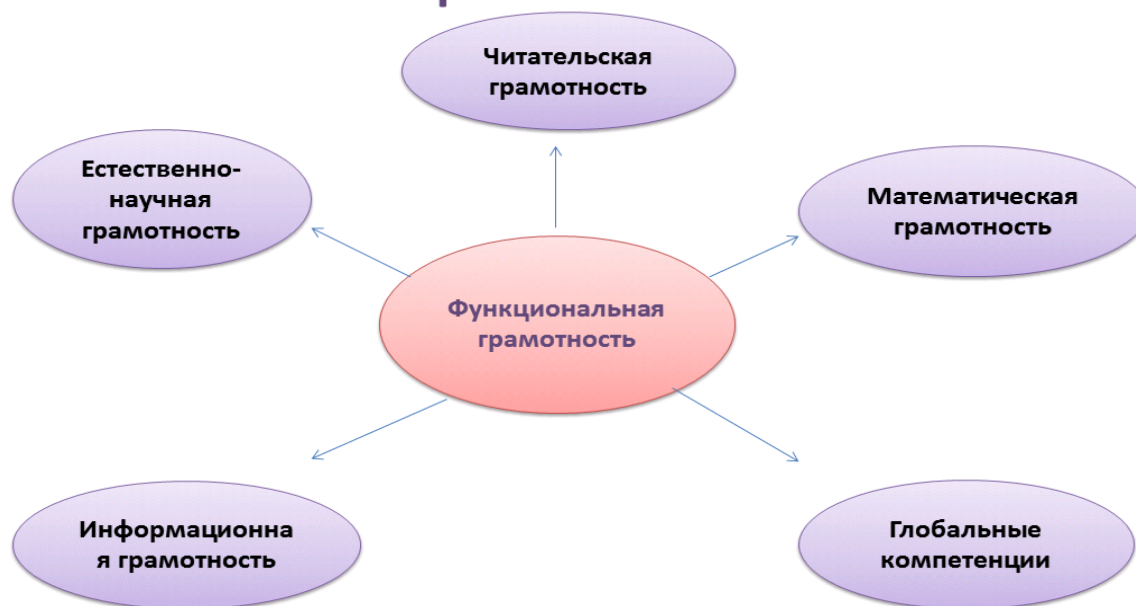 Читательская
грамотность
Естественно-
научная
грамотность
Математическая
грамотность
Функциональная
грамотность
Информационна
я грамотность
Глобальные
компетенции